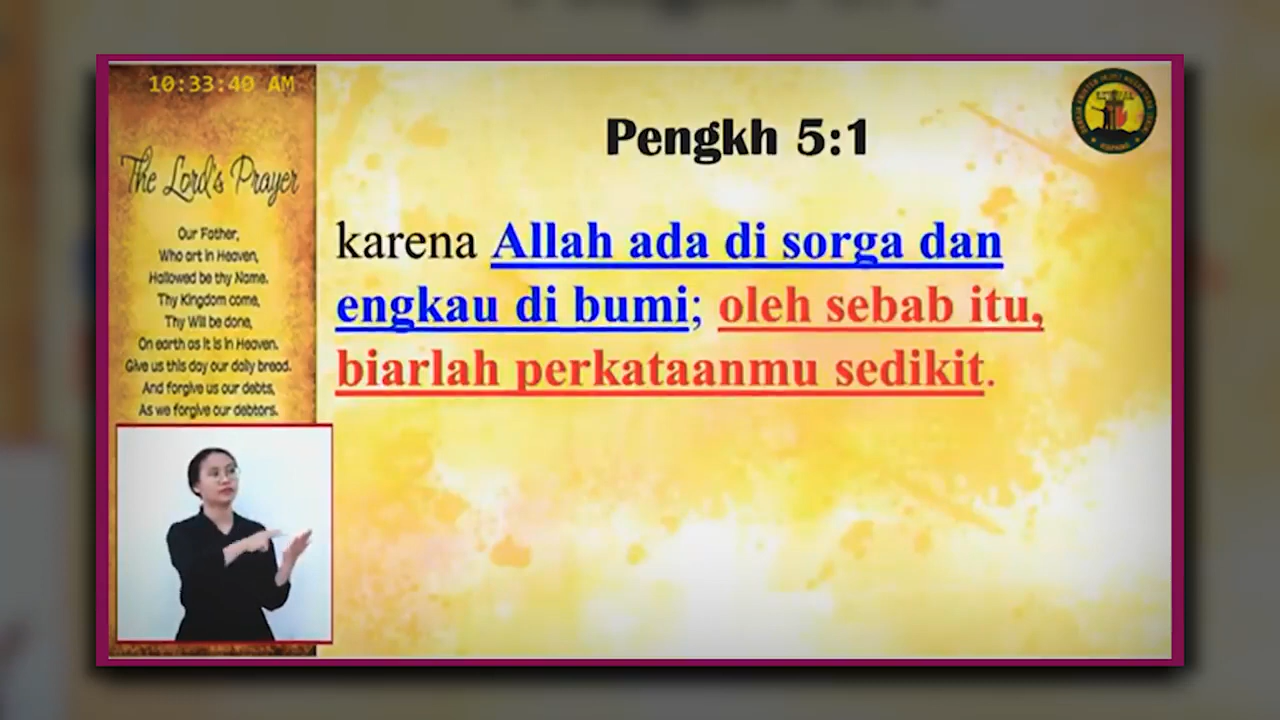 10:33:40 AM
The Lord's Prayer
Our Father,
Who art in Heaven,
Hallowed be thy Name.
Thy Kingdom come,
Thy Will be done,
On earth as it is in Heaven.
Give us this day our daily bread.
And forgive us our debts,
As we forgive our debtors.
Pengkh 5:1
karena Allah ada di sorga dan
engkau di bumi; oleh sebab itu,
biarlah perkataanmu sedikit.